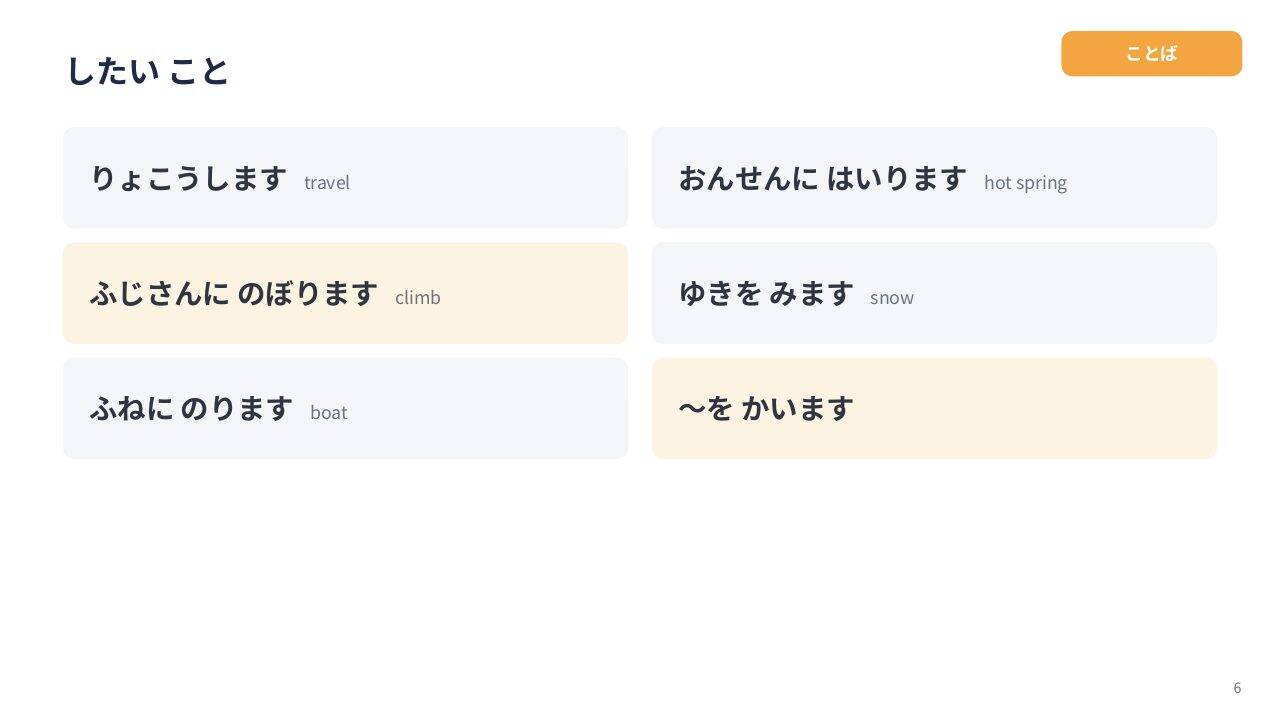 したい こと
ことば
りょこうします travel
おんせんに はいります hot spring
ふじさんに のぼります climb
ゆきを みます snow
ふねに のります boat
〜を かいます
6